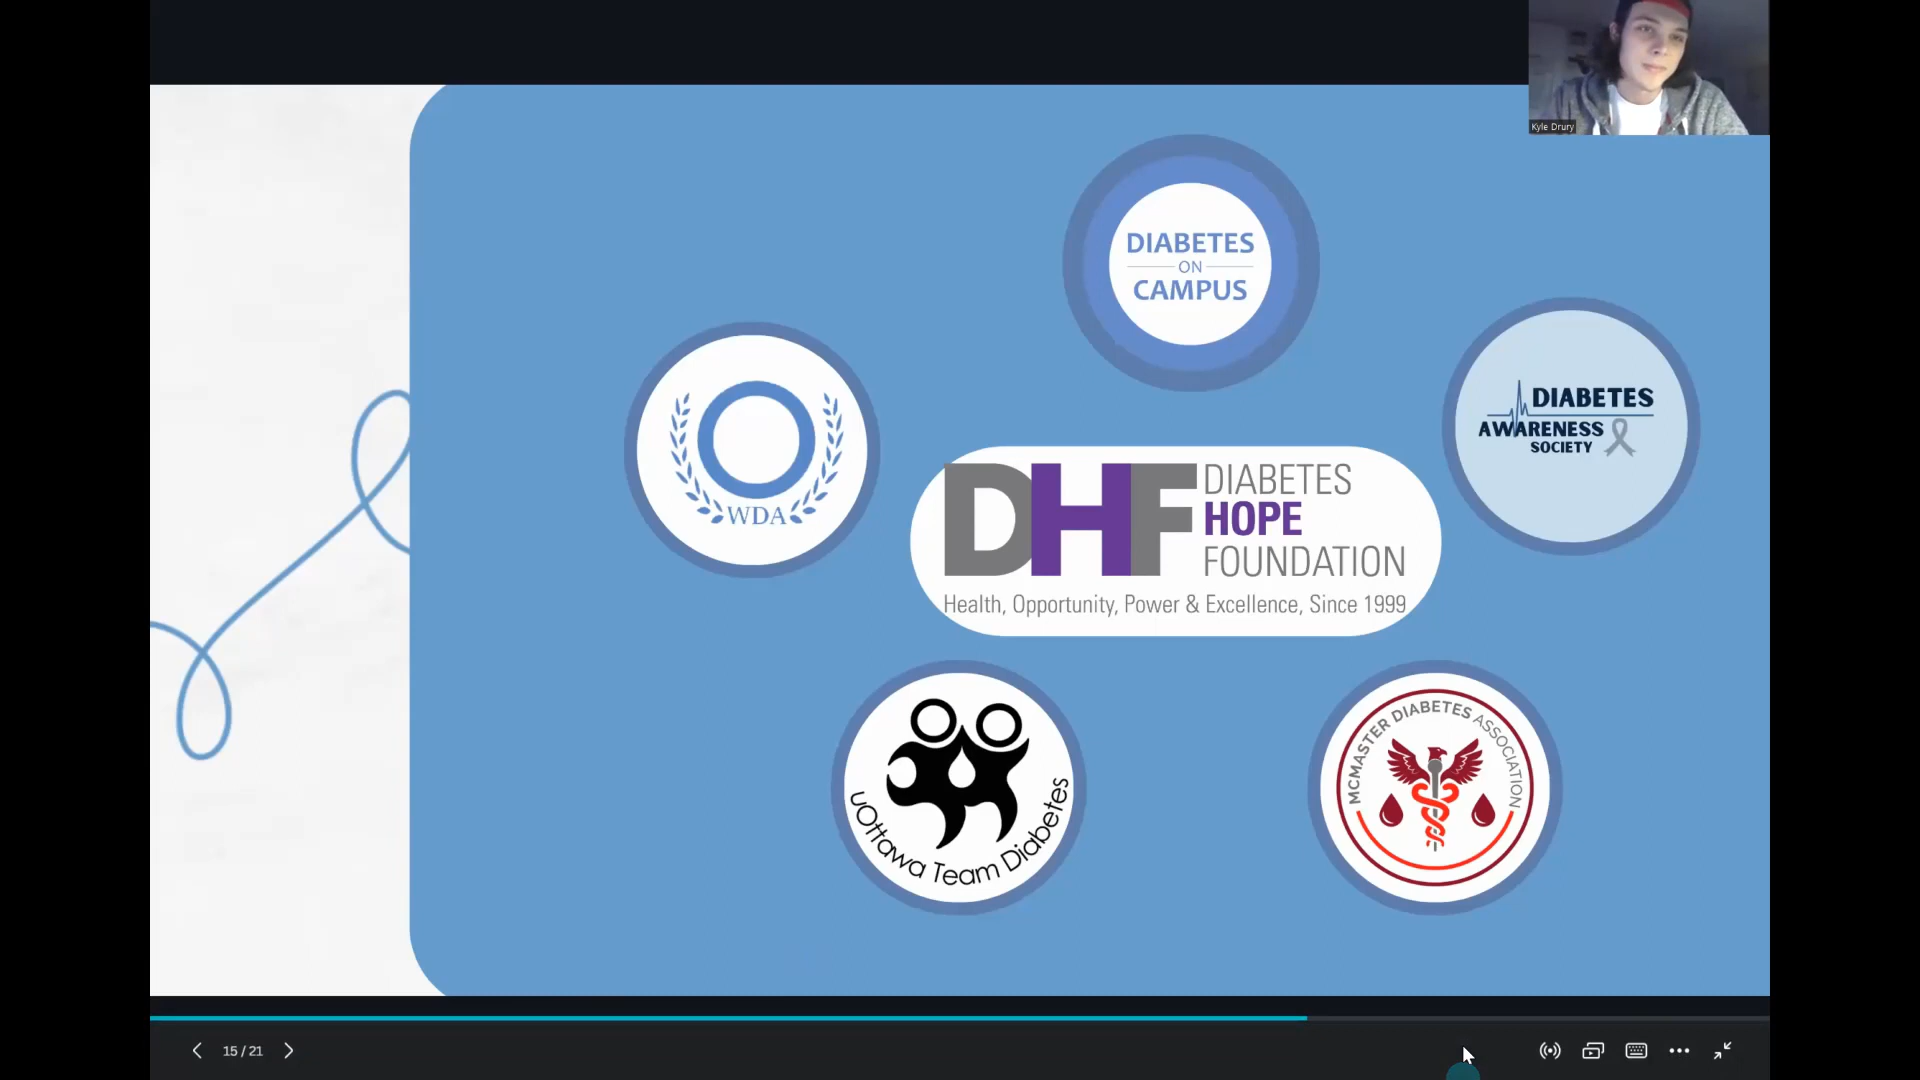 Kyle Drury
DIABETES
ON
CAMPUS
DIABETES
AWARENESS
SOCIETY
WDA
DHF
DIABETES
HOPE
FOUNDATION
Health, Opportunity, Power & Excellence, Since 1999
uOttawa Team Diabetes
MCMASTER DIABETES ASSOCIATION
15 / 21